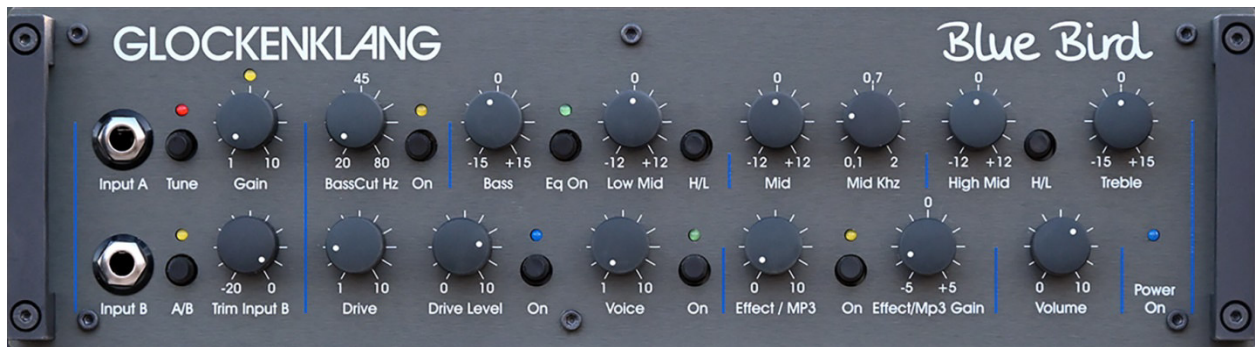 GLOCKENKLANG
Blue Bird
45 0 0 0 0,7 0 0
1 10 20 80 -15 +15 -12 +12 -12 +12 0,1 2 -12 +12 -15 +15
Input A Tune Gain BassCut Hz On Bass Eq On Low Mid H/L Mid Mid Khz High Mid H/L Treble
0
-20 0 1 10 0 10 1 10 0 10 -5 +5 0 10
Power
Input B A/B Trim Input B Drive Drive Level On Voice On Effect / MP3 On Effect/Mp3 Gain Volume On